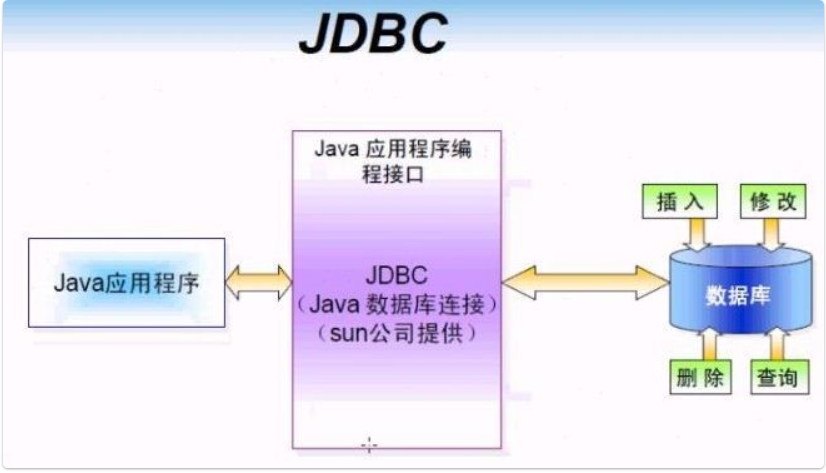 JDBC
Java 应用程序编
程接口
插 入
修 改
Java应用程序
JDBC
（Java 数据库连接）
（sun公司提供）
数据库
删 除
查询